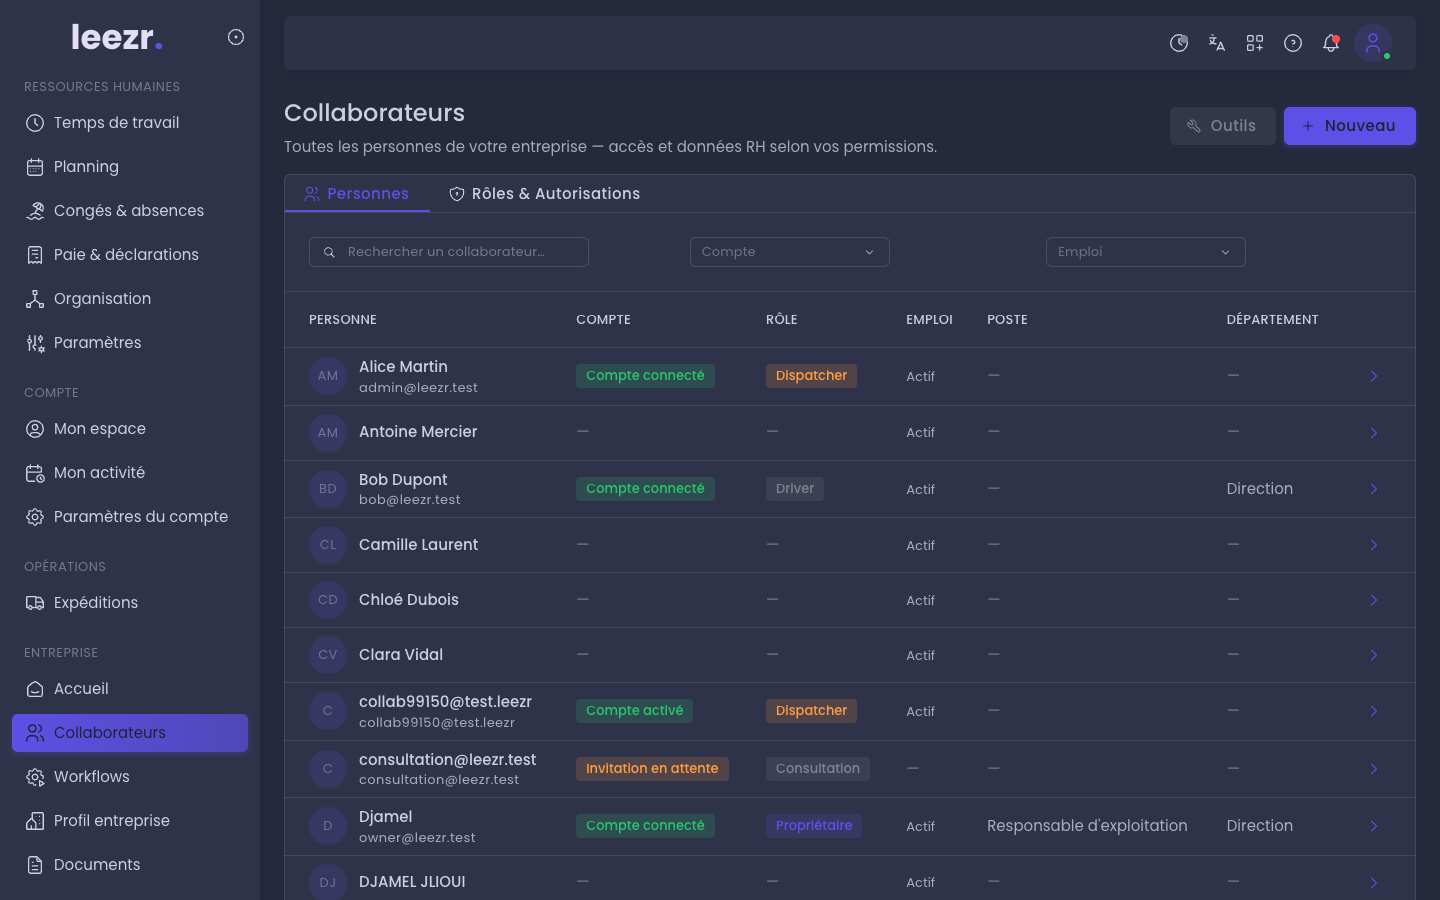 leezr.
RESSOURCES HUMAINES
Temps de travail
Planning
Congés & absences
Paie & déclarations
Organisation
Paramètres
COMPTE
Mon espace
Mon activité
Paramètres du compte
OPÉRATIONS
Expéditions
ENTREPRISE
Accueil
Collaborateurs
Workflows
Profil entreprise
Documents
Collaborateurs
Toutes les personnes de votre entreprise — accès et données RH selon vos permissions.
Outils
Nouveau
Personnes
Rôles & Autorisations
Rechercher un collaborateur...
Compte
Emploi
PERSONNE COMPTE RÔLE EMPLOI POSTE DÉPARTEMENT
AM Alice Martin Compte connecté Dispatcher Actif — —
admin@leezr.test
AM Antoine Mercier — — Actif — —
BD Bob Dupont Compte connecté Driver Actif — Direction
bob@leezr.test
CL Camille Laurent — — Actif — —
CD Chloé Dubois — — Actif — —
CV Clara Vidal — — Actif — —
C collab99150@test.leezr Compte activé Dispatcher Actif — —
collab99150@test.leezr
C consultation@leezr.test Invitation en attente Consultation — — —
consultation@leezr.test
D Djamel Compte connecté Propriétaire Actif Responsable d'exploitation Direction
owner@leezr.test
DJ DJAMEL JLIOUI — — Actif — —